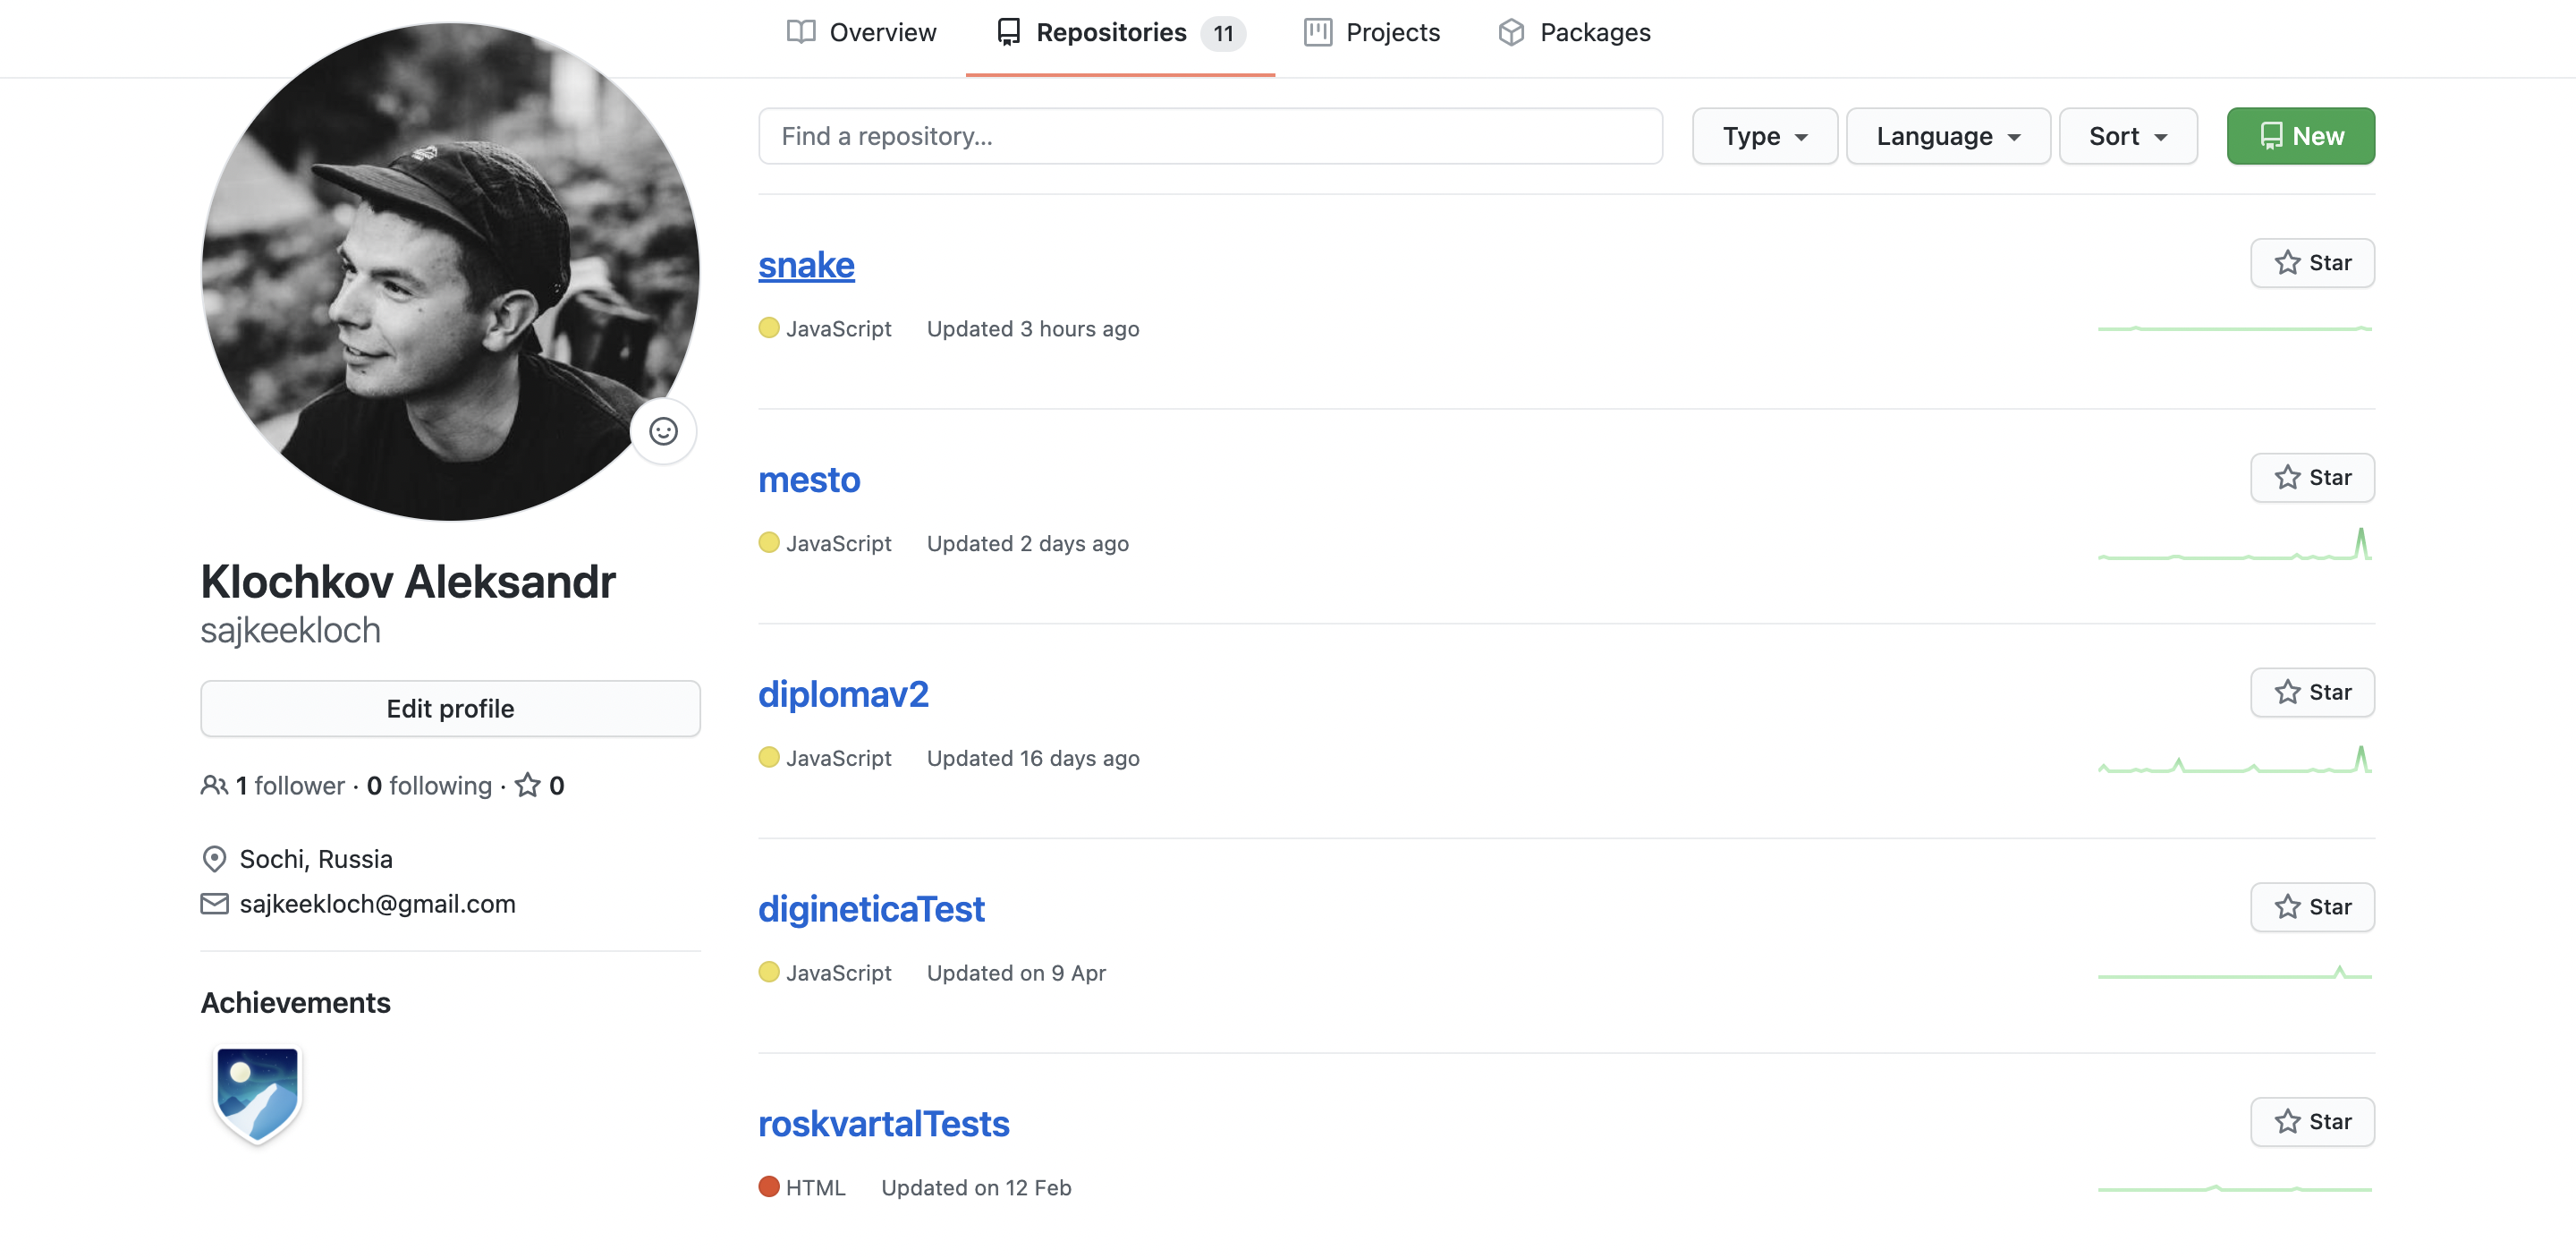 Overview Repositories 11 Projects Packages
Find a repository... Type Language Sort New
snake Star
JavaScript Updated 3 hours ago
mesto Star
JavaScript Updated 2 days ago
diplomav2 Star
JavaScript Updated 16 days ago
digineticaTest Star
JavaScript Updated on 9 Apr
roskvartalTests Star
HTML Updated on 12 Feb
Klochkov Aleksandr
sajkeekloch
Edit profile
1 follower · 0 following · 0
Sochi, Russia
sajkeekloch@gmail.com
Achievements